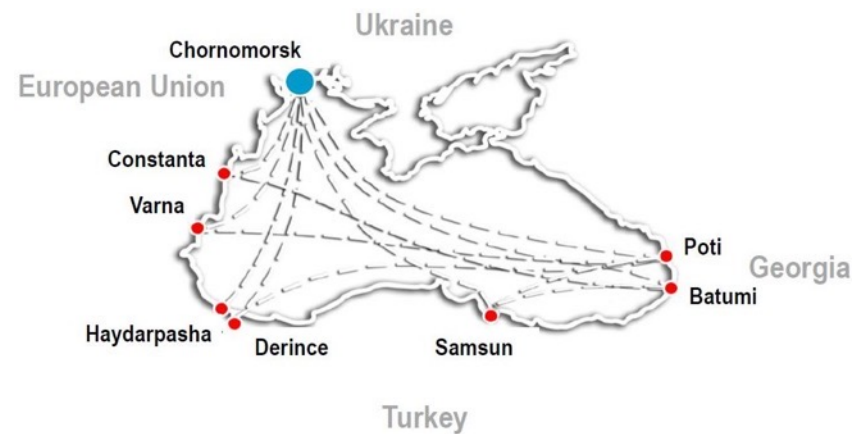 Ukraine
Chornomorsk
European Union
Constanta
Varna
Poti
Georgia
Batumi
Haydarpasha
Derince
Samsun
Turkey